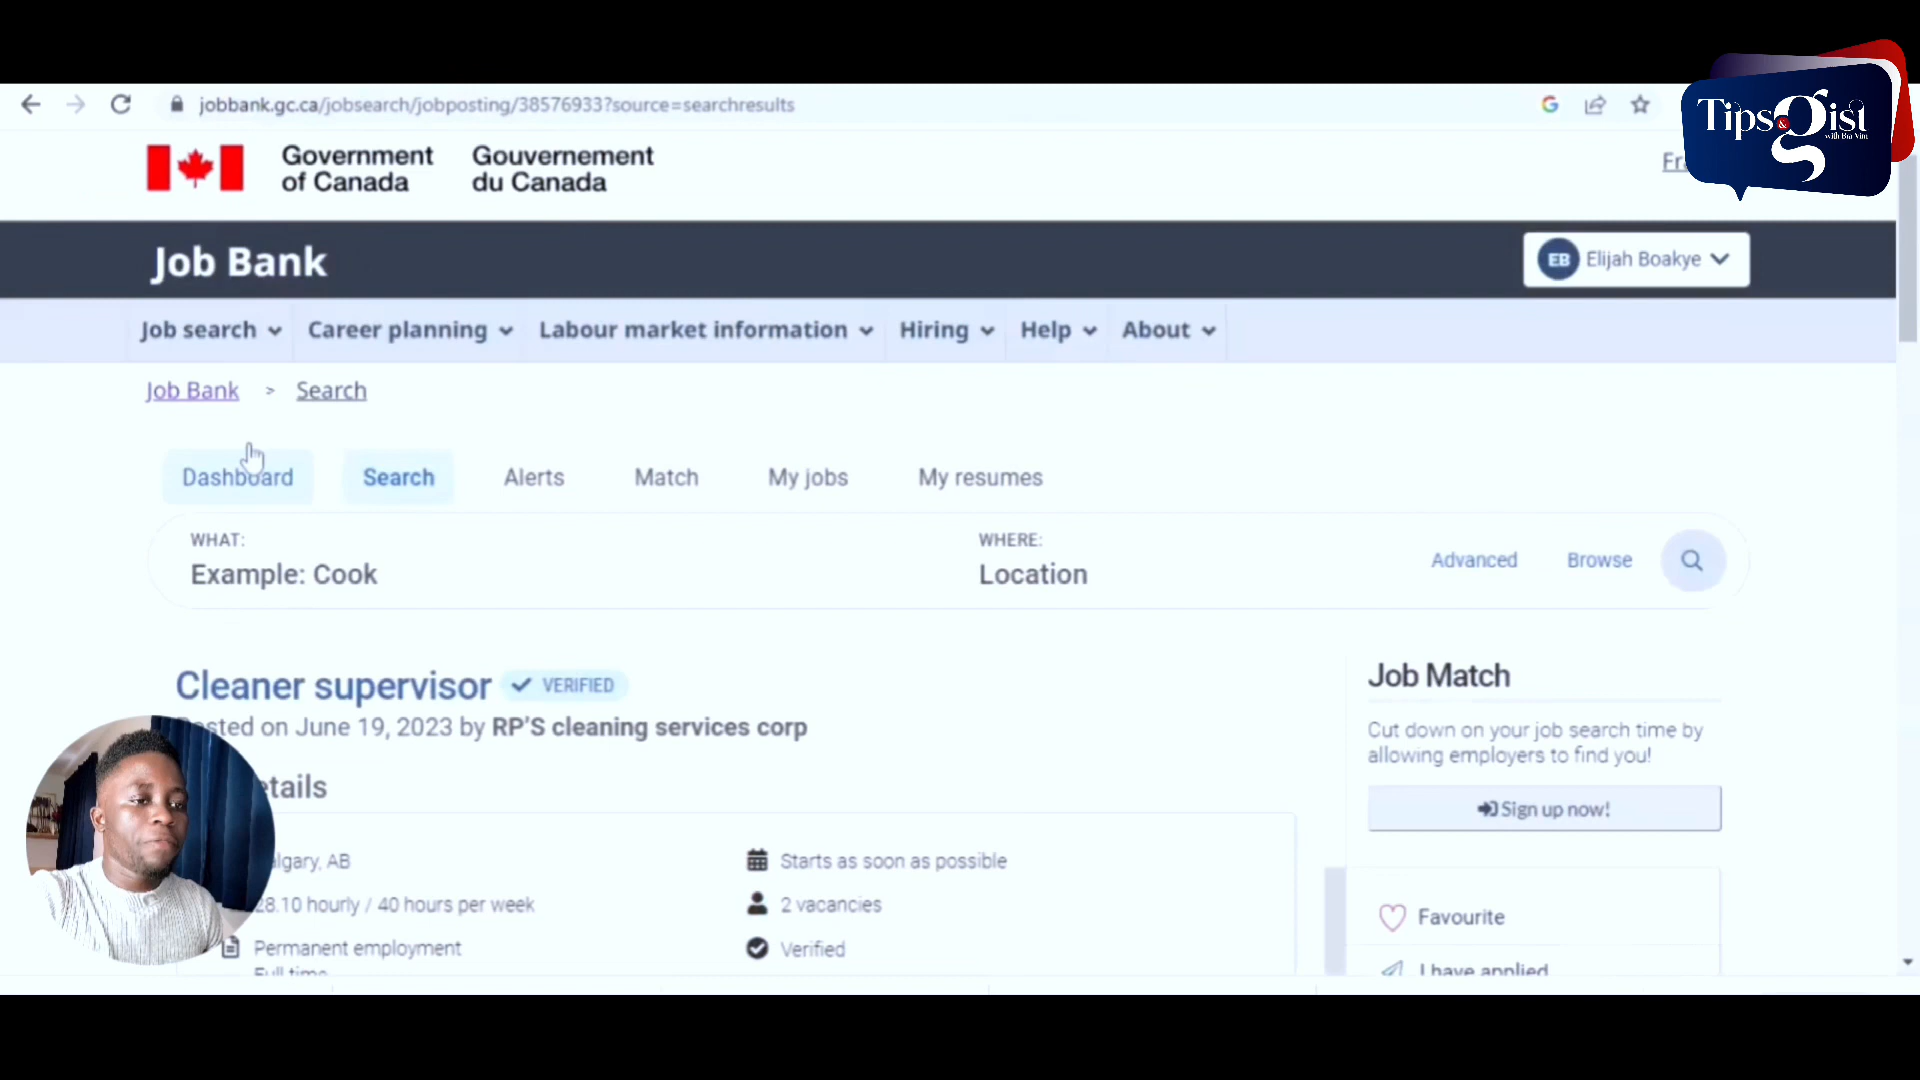 jobbank.gc.ca/jobsearch/jobposting/38576933?source=searchresults
Tips & gist
with Bra Vim
Government of Canada
Gouvernement du Canada
Job Bank
EB Elijah Boakye
Job search
Career planning
Labour market information
Hiring
Help
About
Job Bank > Search
Dashboard
Search
Alerts
Match
My jobs
My resumes
WHAT:
Example: Cook
WHERE:
Location
Advanced
Browse
Cleaner supervisor VERIFIED
on June 19, 2023 by RP'S cleaning services corp
Job Match
Cut down on your job search time by
allowing employers to find you!
Sign up now!
AB
28.10 hourly / 40 hours per week
Permanent employment
Full time
Starts as soon as possible
2 vacancies
Verified
Favourite
I have applied